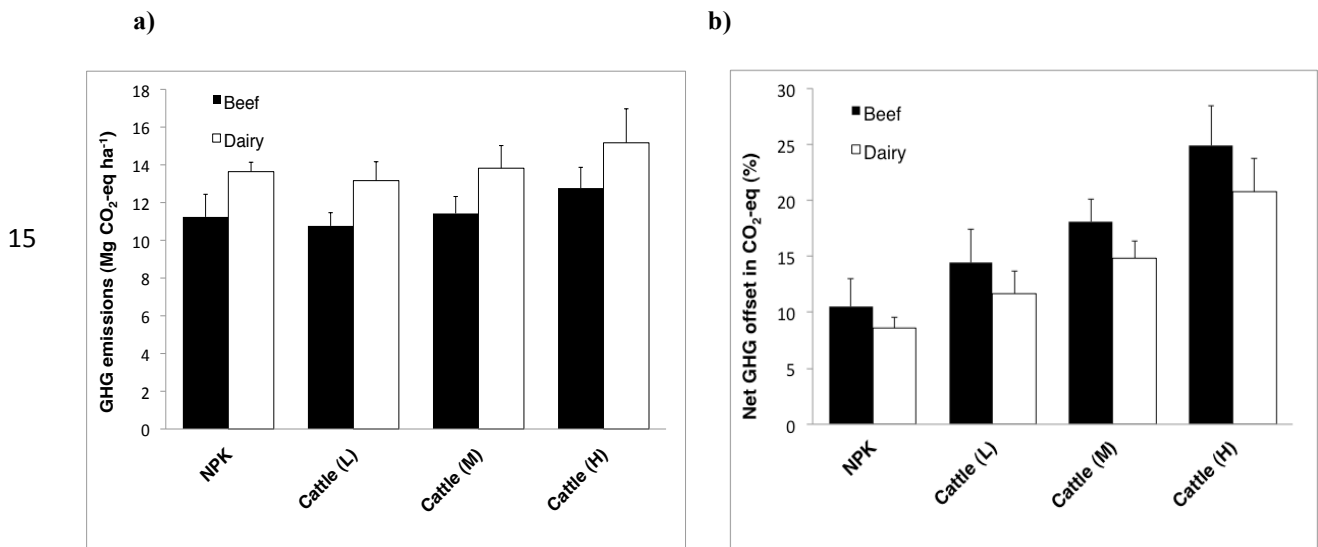 a)
GHG emissions (Mg CO₂-eq ha⁻¹)
18
16
14
12
10
8
6
4
2
0
Beef
Dairy
NPK
Cattle (L)
Cattle (M)
Cattle (H)
15
b)
Net GHG offset in CO₂-eq (%)
30
25
20
15
10
5
0
Beef
Dairy
NPK
Cattle (L)
Cattle (M)
Cattle (H)